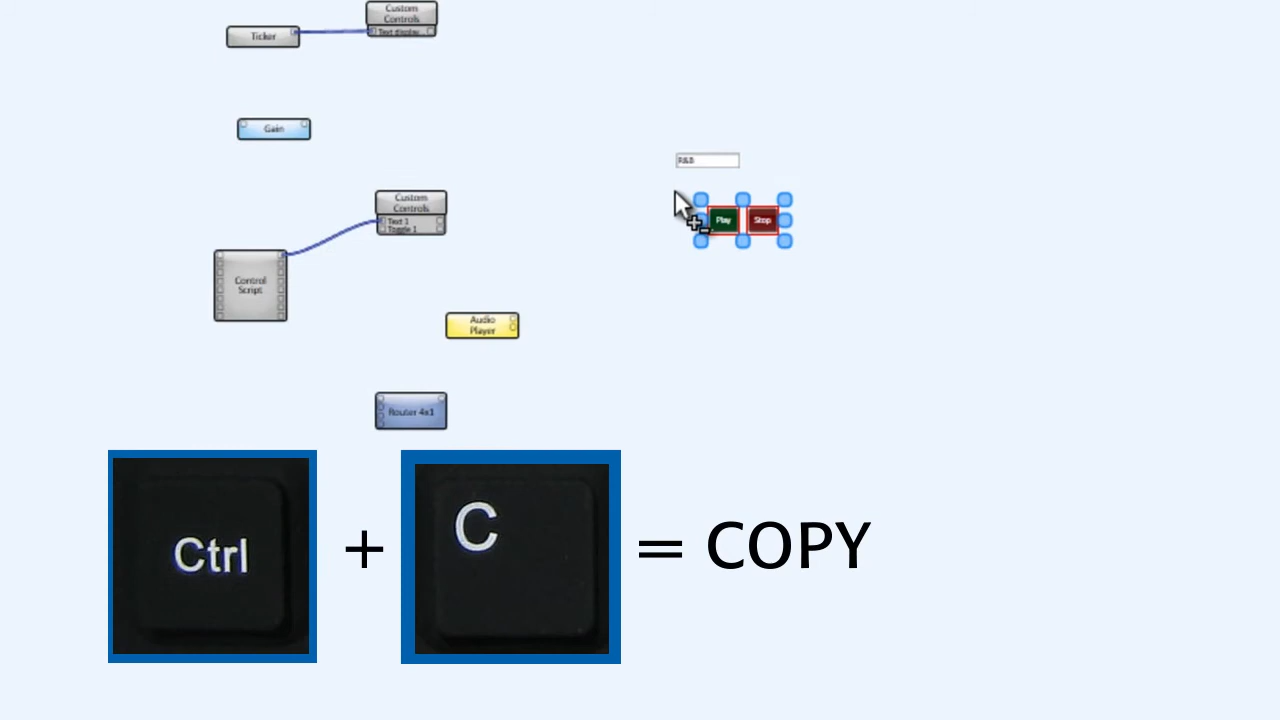 Custom
Controls
Ticker
Text display...
Gain
R&B
Custom
Controls
Play
Stop
Text 1
Toggle 1
Control
Script
Audio
Player
Router 4x1
Ctrl + C = COPY